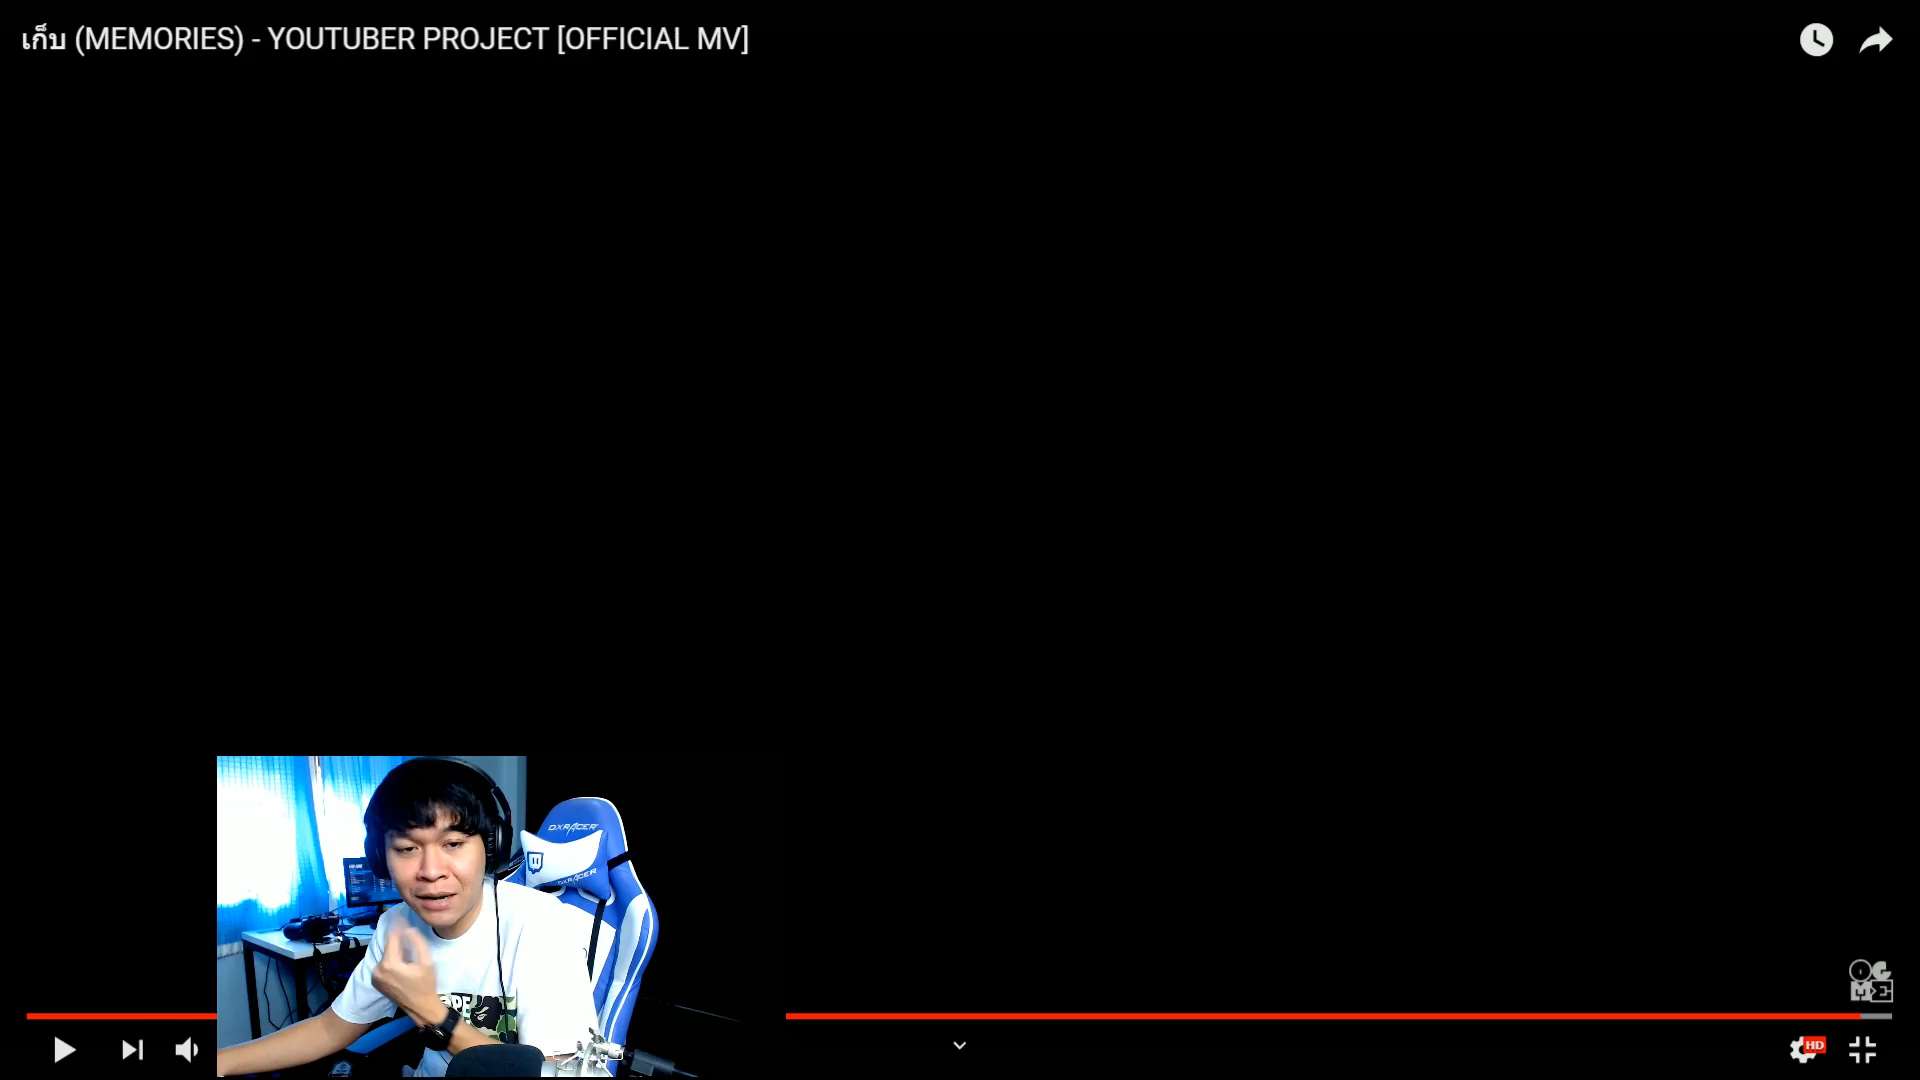 เก็บ (MEMORIES) - YOUTUBER PROJECT [OFFICIAL MV]
DXRACER
DXRACER
HD